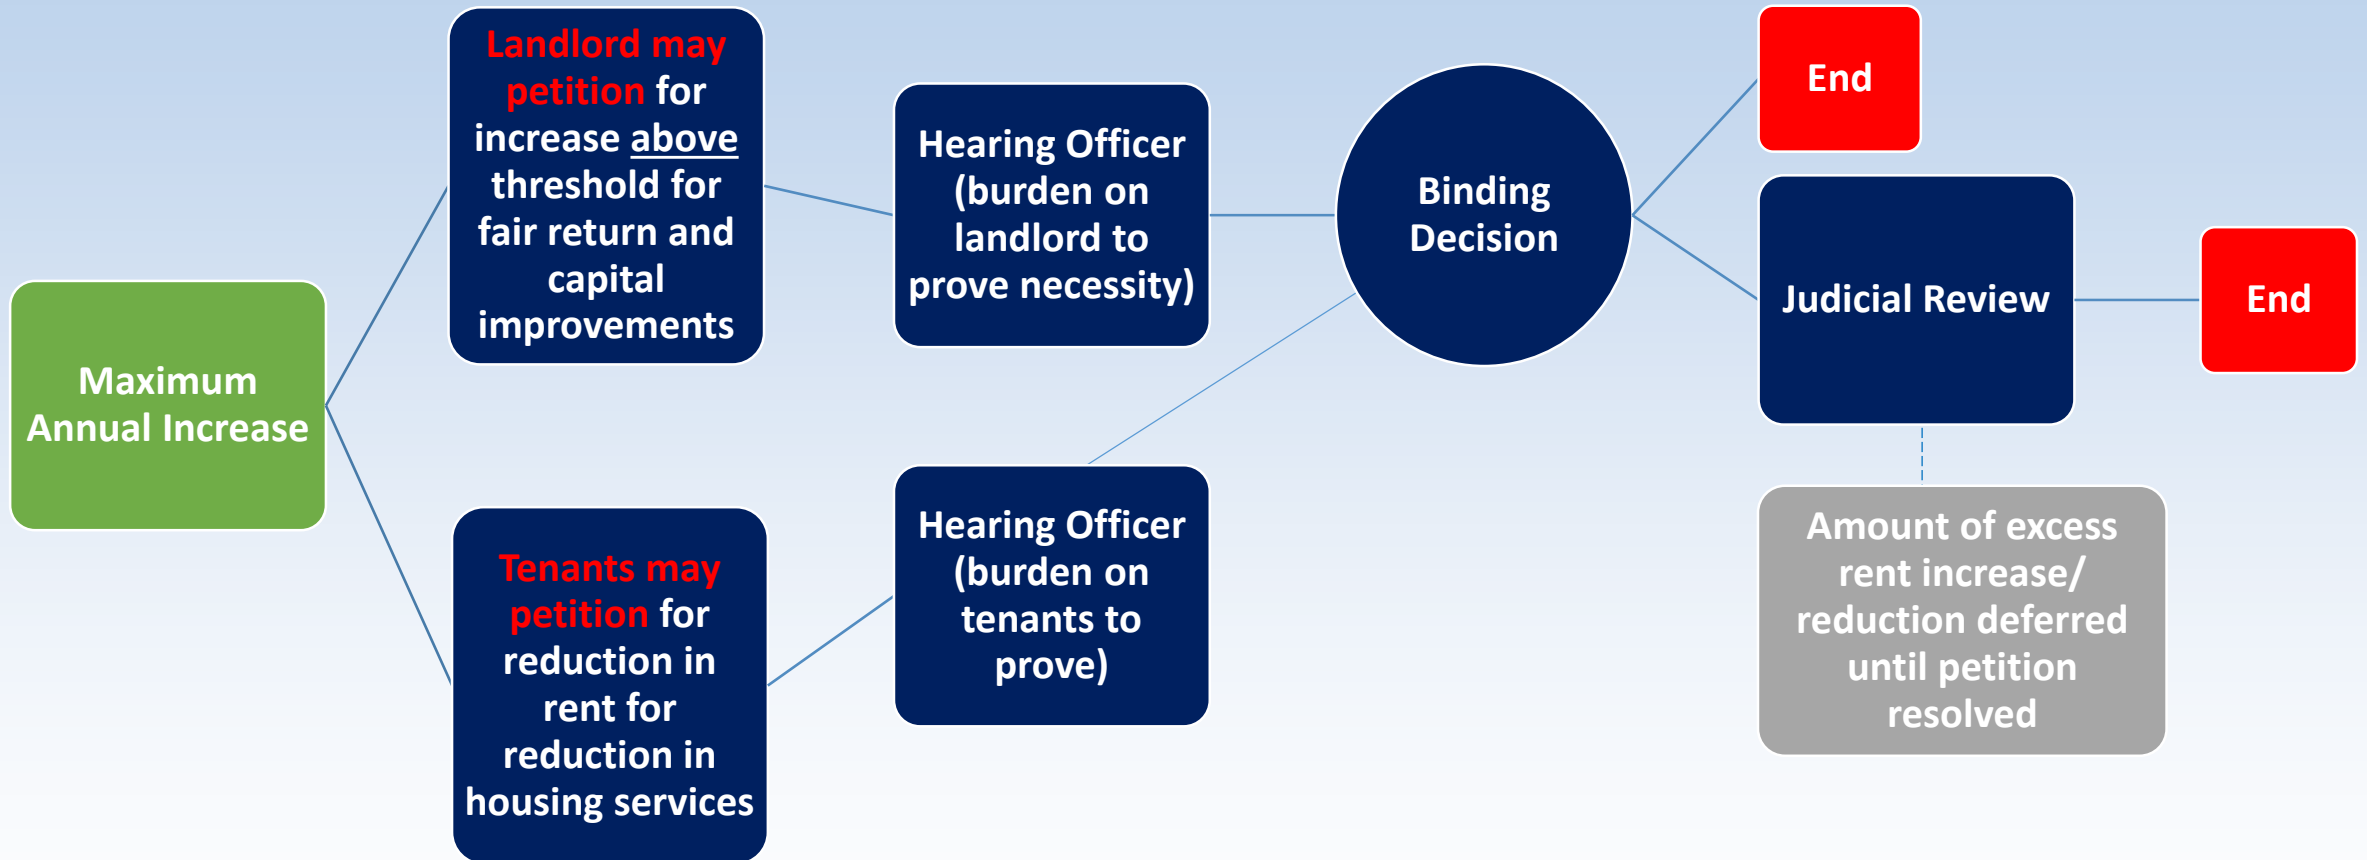 Maximum
Annual Increase
Landlord may
petition for
increase above
threshold for
fair return and
capital
improvements
Hearing Officer
(burden on
landlord to
prove necessity)
Tenants may
petition for
reduction in
rent for
reduction in
housing services
Hearing Officer
(burden on
tenants to
prove)
Binding
Decision
End
Judicial Review
End
Amount of excess
rent increase/
reduction deferred
until petition
resolved